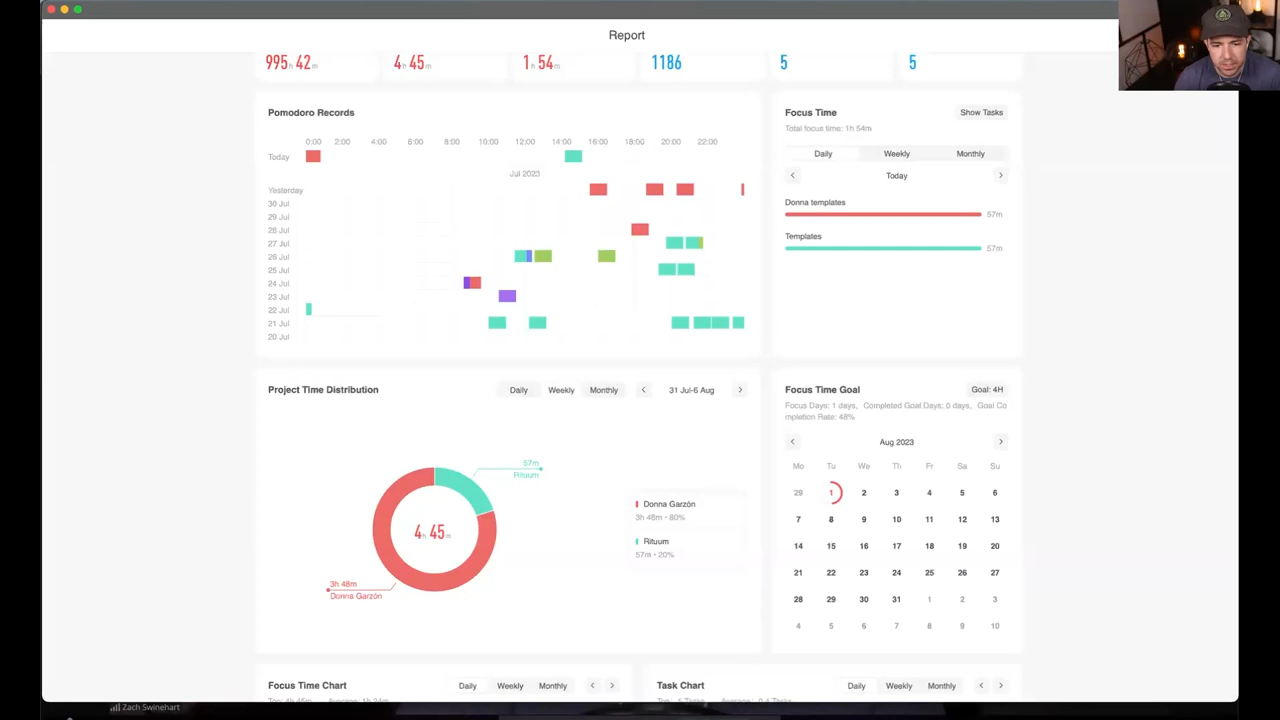 Report
995h 42m 4h 45m 1h 54m 1186 5 5
Pomodoro Records
0:00 2:00 4:00 6:00 8:00 10:00 12:00 14:00 16:00 18:00 20:00 22:00
Today
Jul 2023
Yesterday
30 Jul
29 Jul
28 Jul
27 Jul
26 Jul
25 Jul
24 Jul
23 Jul
22 Jul
21 Jul
20 Jul
Focus Time Show Tasks
Total focus time: 1h 54m
Daily Weekly Monthly
< Today >
Donna templates
57m
Templates
57m
Project Time Distribution Daily Weekly Monthly < 31 Jul-6 Aug >
57m
Rituum
4h 45m
3h 48m
Donna Garzón
Donna Garzón
3h 48m • 80%
Rituum
57m • 20%
Focus Time Goal Goal: 4H
Focus Days: 1 days, Completed Goal Days: 0 days, Goal Co
mpletion Rate: 48%
< Aug 2023 >
Mo Tu We Th Fr Sa Su
29 1 2 3 4 5 6
7 8 9 10 11 12 13
14 15 16 17 18 19 20
21 22 23 24 25 26 27
28 29 30 31 1 2 3
4 5 6 7 8 9 10
Focus Time Chart Daily Weekly Monthly < >
Task Chart Daily Weekly Monthly < >
Zach Swinehart